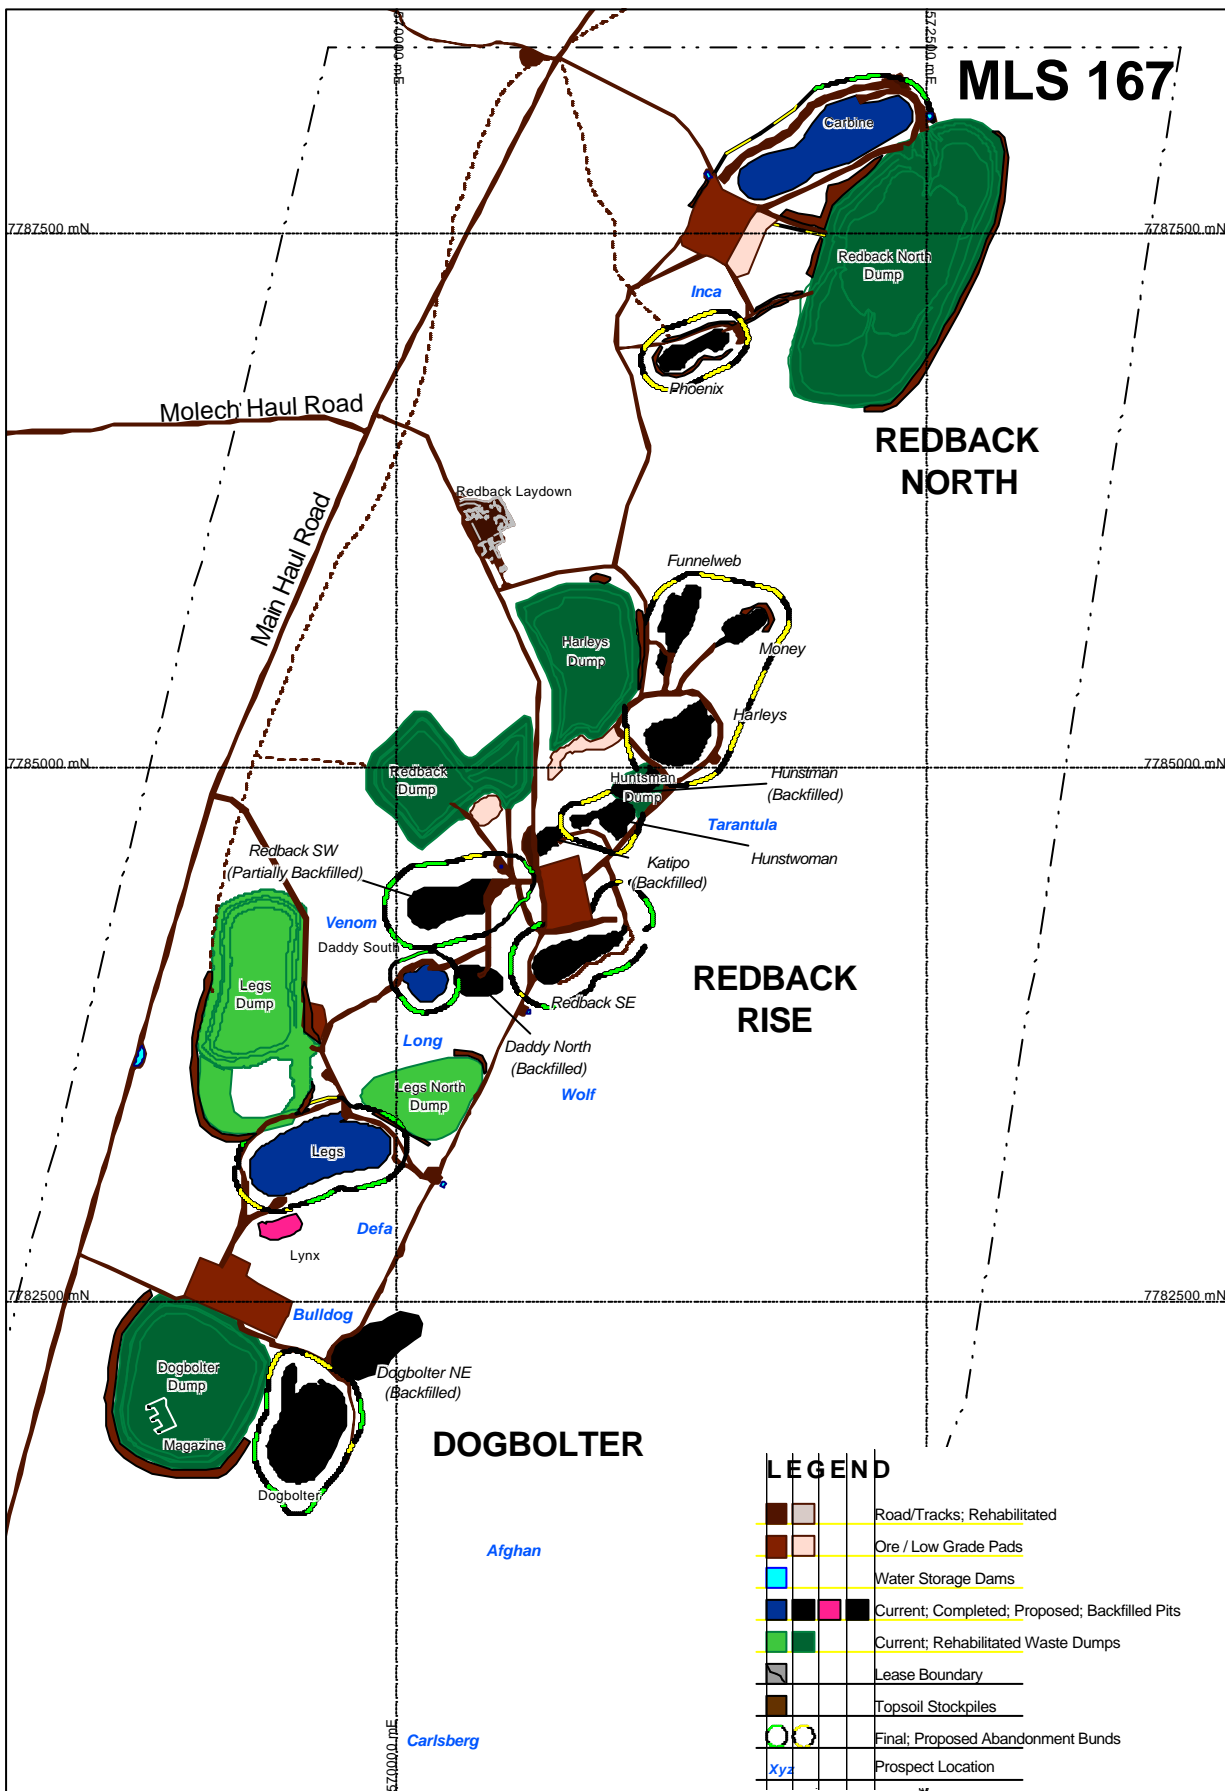 570000 mE
572500 mE
MLS 167
Carbine
7787500 mN
7787500 mN
Redback North
Dump
Inca
Phoenix
Molech Haul Road
REDBACK
NORTH
Redback Laydown
Main Haul Road
Funnelweb
Harleys
Dump
Money
Harleys
7785000 mN
7785000 mN
Redback
Dump
Huntsman
Dump
Hunstman
(Backfilled)
Tarantula
Redback SW
(Partially Backfilled)
Katipo
(Backfilled)
Hunstwoman
Venom
Daddy South
Legs
Dump
REDBACK
RISE
Redback SE
Long
Daddy North
(Backfilled)
Legs North
Dump
Wolf
Legs
Defa
Lynx
7782500 mN
7782500 mN
Bulldog
Dogbolter
Dump
Dogbolter NE
(Backfilled)
Magazine
DOGBOLTER
Dogbolter
LEGEND
Road/Tracks; Rehabilitated
Afghan
Ore / Low Grade Pads
Water Storage Dams
Current; Completed; Proposed; Backfilled Pits
Current; Rehabilitated Waste Dumps
Lease Boundary
Topsoil Stockpiles
Carlsberg
Final; Proposed Abandonment Bunds
Xyz
Prospect Location
570000 mE